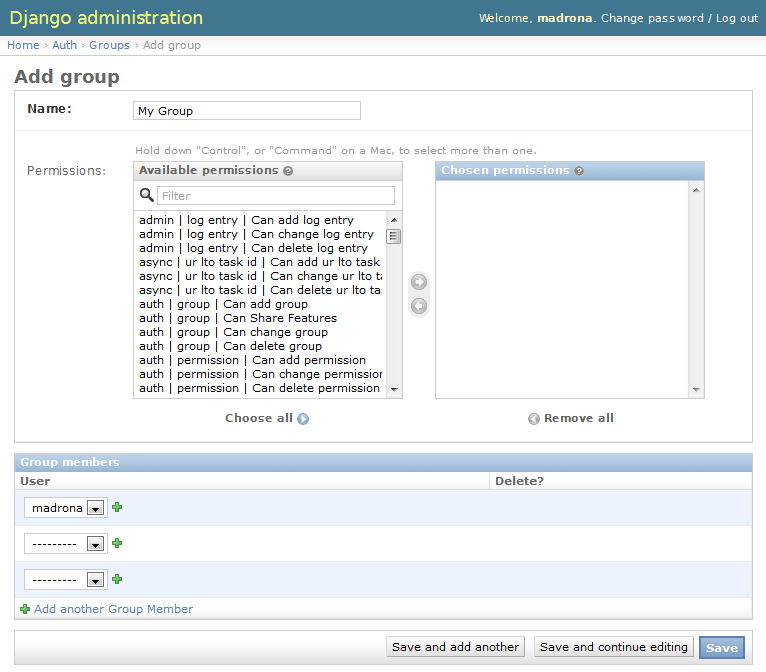 Django administration
Welcome, madrona. Change password / Log out
Home › Auth › Groups › Add group
Add group
Name: My Group
Hold down "Control", or "Command" on a Mac, to select more than one.
Permissions: Available permissions ? Chosen permissions ?
Filter
admin | log entry | Can add log entry
admin | log entry | Can change log entry
admin | log entry | Can delete log entry
async | ur lto task id | Can add ur lto task
async | ur lto task id | Can change ur lto ta
async | ur lto task id | Can delete ur lto ta
auth | group | Can add group
auth | group | Can Share Features
auth | group | Can change group
auth | group | Can delete group
auth | permission | Can add permission
auth | permission | Can change permission
auth | permission | Can delete permission
Choose all Remove all
Group members
User Delete?
madrona
---------
---------
Add another Group Member
Save and add another Save and continue editing Save